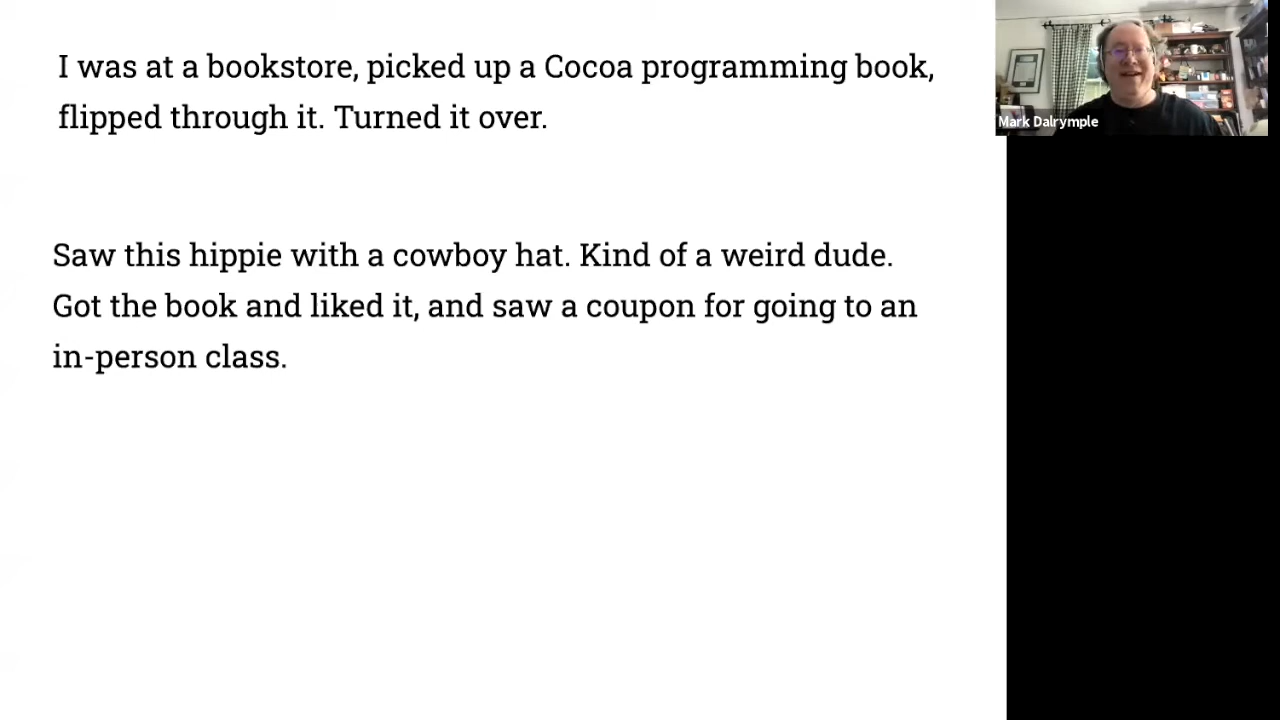 I was at a bookstore, picked up a Cocoa programming book,
flipped through it. Turned it over.
Saw this hippie with a cowboy hat. Kind of a weird dude.
Got the book and liked it, and saw a coupon for going to an
in-person class.
Mark Dalrymple